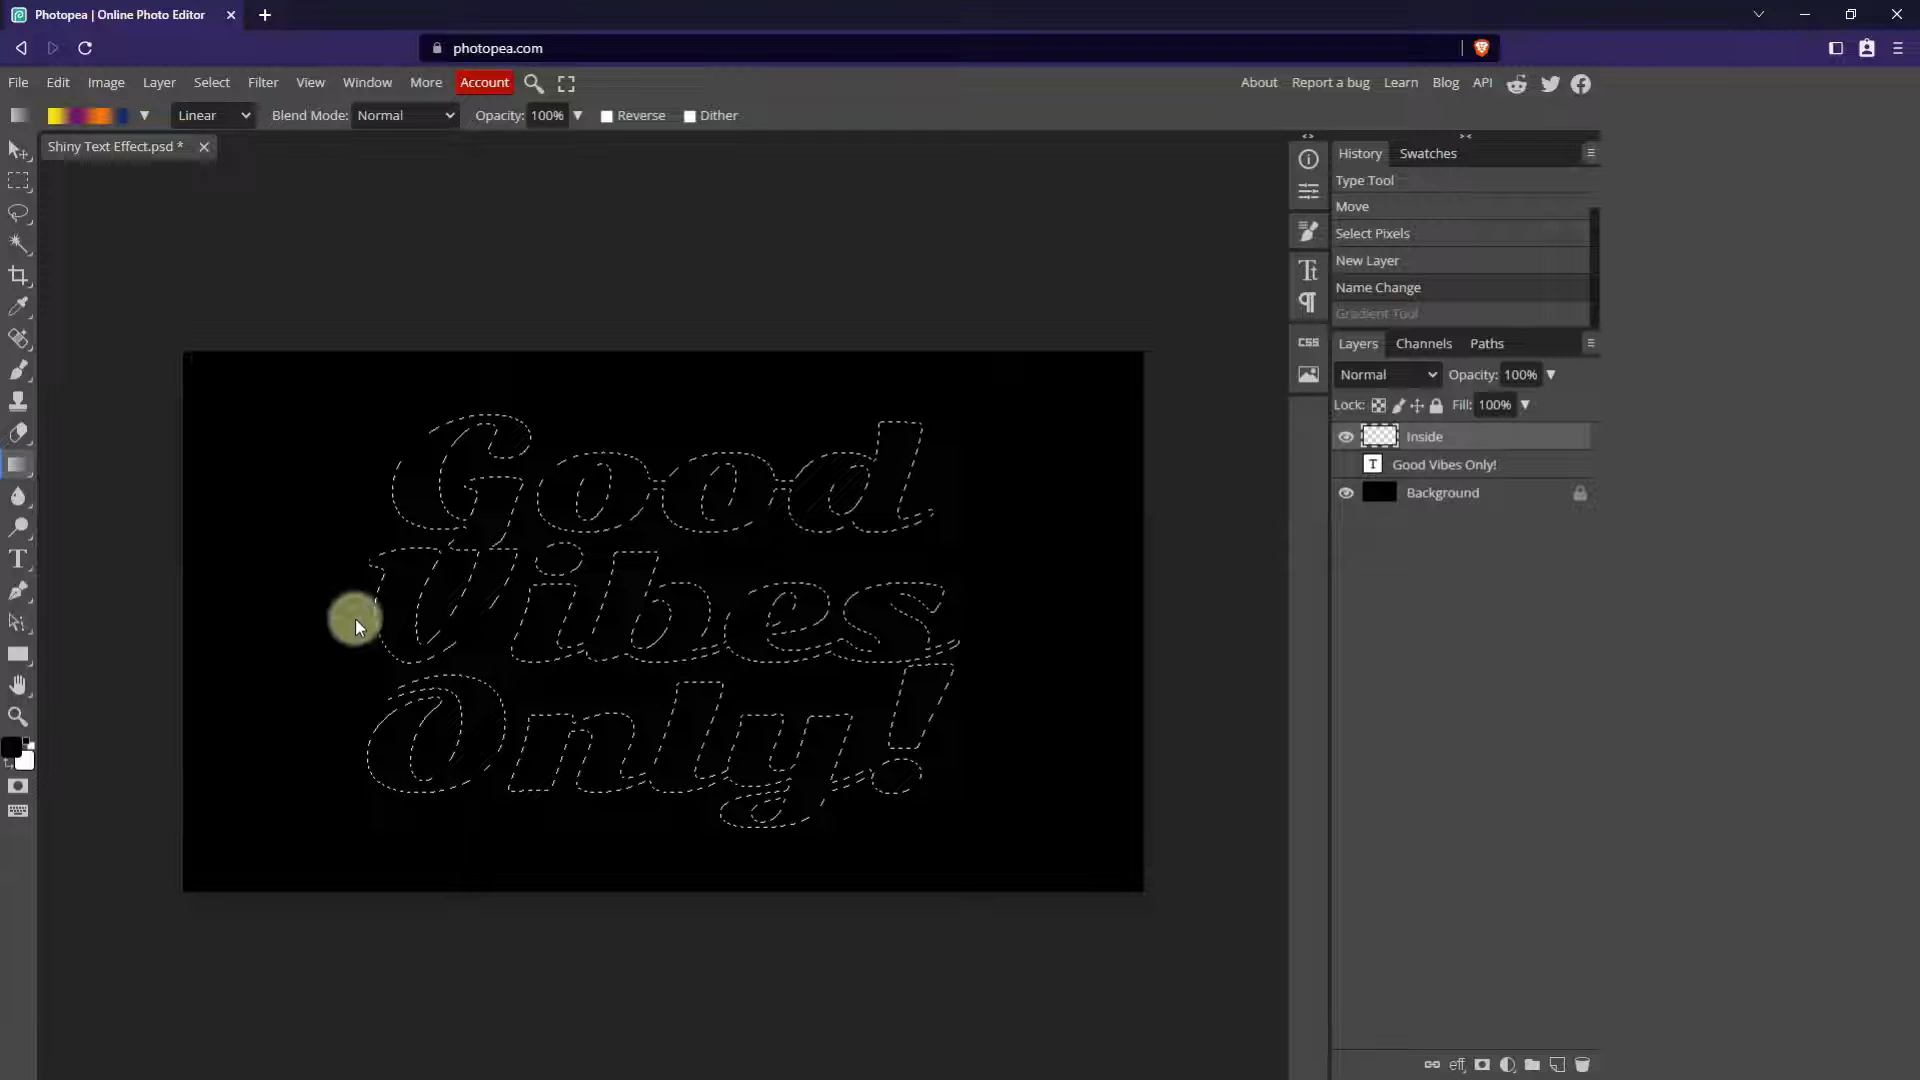 Photopea | Online Photo Editor
photopea.com
File Edit Image Layer Select Filter View Window More Account About Report a bug Learn Blog API
Linear Blend Mode: Normal Opacity: 100% Reverse Dither
Shiny Text Effect.psd *
History Swatches
Type Tool
Move
Select Pixels
New Layer
Name Change
Gradient Tool
CSS
Layers Channels Paths
Normal Opacity: 100%
Lock: Fill: 100%
Inside
T Good Vibes Only!
Background
Good
Vibes
Only!
eff